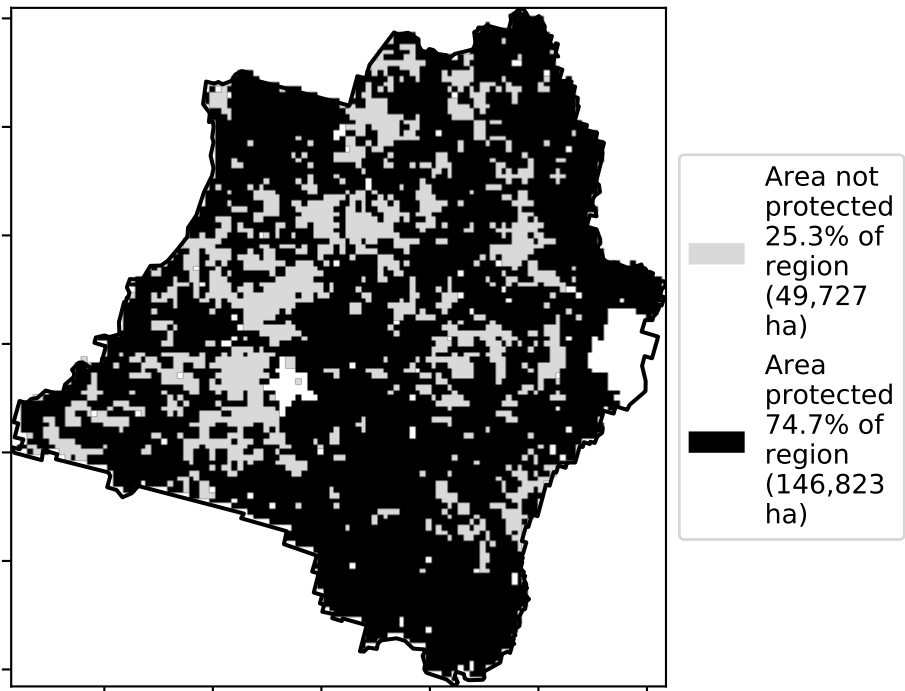 Area not
protected
25.3% of
region
(49,727
ha)
Area
protected
74.7% of
region
(146,823
ha)